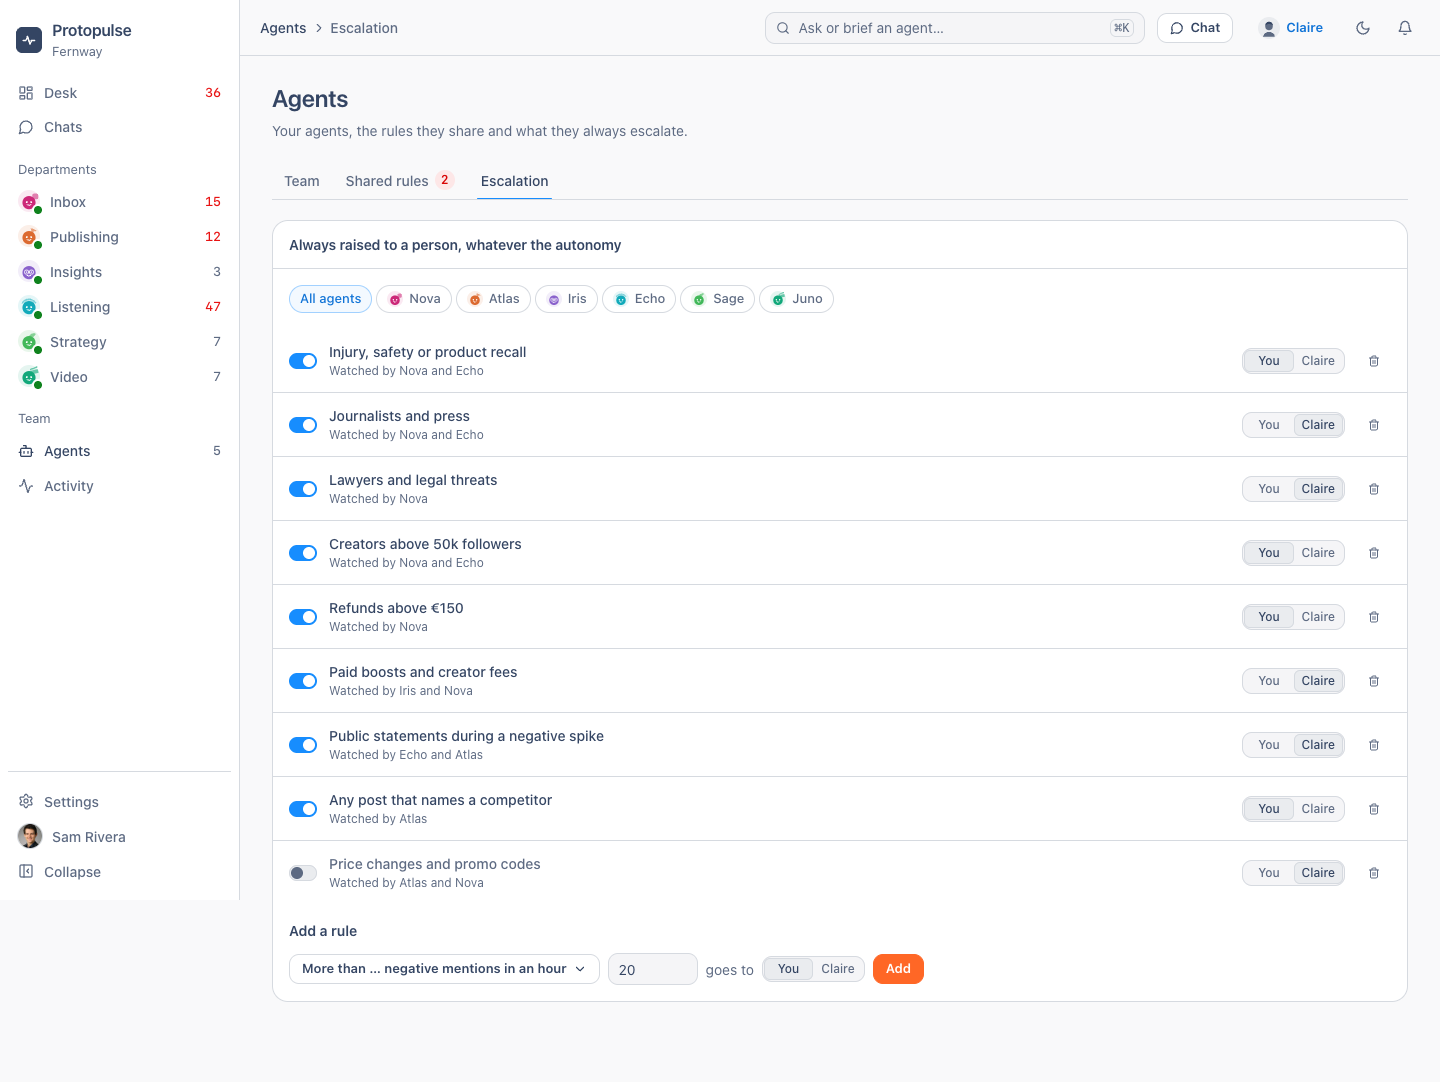 Protopulse
Fernway
Desk 36
Chats
Departments
Inbox 15
Publishing 12
Insights 3
Listening 47
Strategy 7
Video 7
Team
Agents 5
Activity
Settings
Sam Rivera
Collapse
Agents > Escalation
Ask or brief an agent... ⌘K
Chat
Claire
Agents
Your agents, the rules they share and what they always escalate.
Team Shared rules 2 Escalation
Always raised to a person, whatever the autonomy
All agents Nova Atlas Iris Echo Sage Juno
Injury, safety or product recall
Watched by Nova and Echo
You Claire
Journalists and press
Watched by Nova and Echo
You Claire
Lawyers and legal threats
Watched by Nova
You Claire
Creators above 50k followers
Watched by Nova and Echo
You Claire
Refunds above €150
Watched by Nova
You Claire
Paid boosts and creator fees
Watched by Iris and Nova
You Claire
Public statements during a negative spike
Watched by Echo and Atlas
You Claire
Any post that names a competitor
Watched by Atlas
You Claire
Price changes and promo codes
Watched by Atlas and Nova
You Claire
Add a rule
More than ... negative mentions in an hour 20 goes to You Claire Add